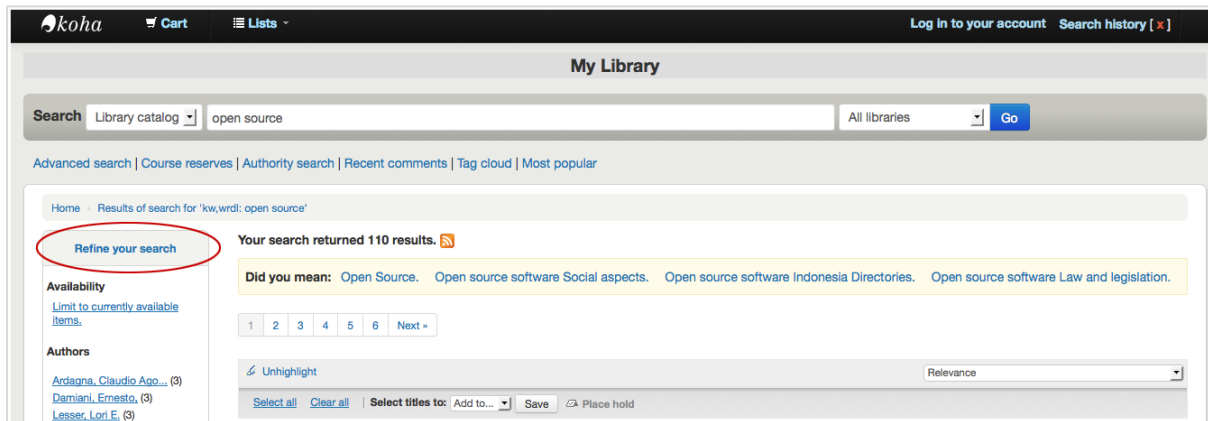 koha Cart Lists Log in to your account Search history [ x ]
My Library
Search Library catalog open source All libraries Go
Advanced search | Course reserves | Authority search | Recent comments | Tag cloud | Most popular
Home › Results of search for 'kw,wrdl: open source'
Refine your search
Your search returned 110 results.
Did you mean: Open Source. Open source software Social aspects. Open source software Indonesia Directories. Open source software Law and legislation.
Availability
Limit to currently available
items.
1 2 3 4 5 6 Next »
Authors
Ardagna, Claudio Ago... (3)
Damiani, Ernesto, (3)
Lesser, Lori E. (3)
Unhighlight Relevance
Select all Clear all | Select titles to: Add to... Save Place hold